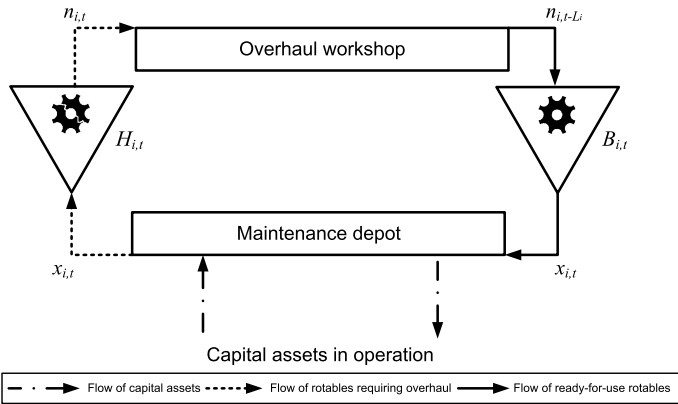 n_{i,t}
n_{i,t-L_i}
Overhaul workshop
H_{i,t}
B_{i,t}
Maintenance depot
x_{i,t}
x_{i,t}
Capital assets in operation
Flow of capital assets
Flow of rotables requiring overhaul
Flow of ready-for-use rotables